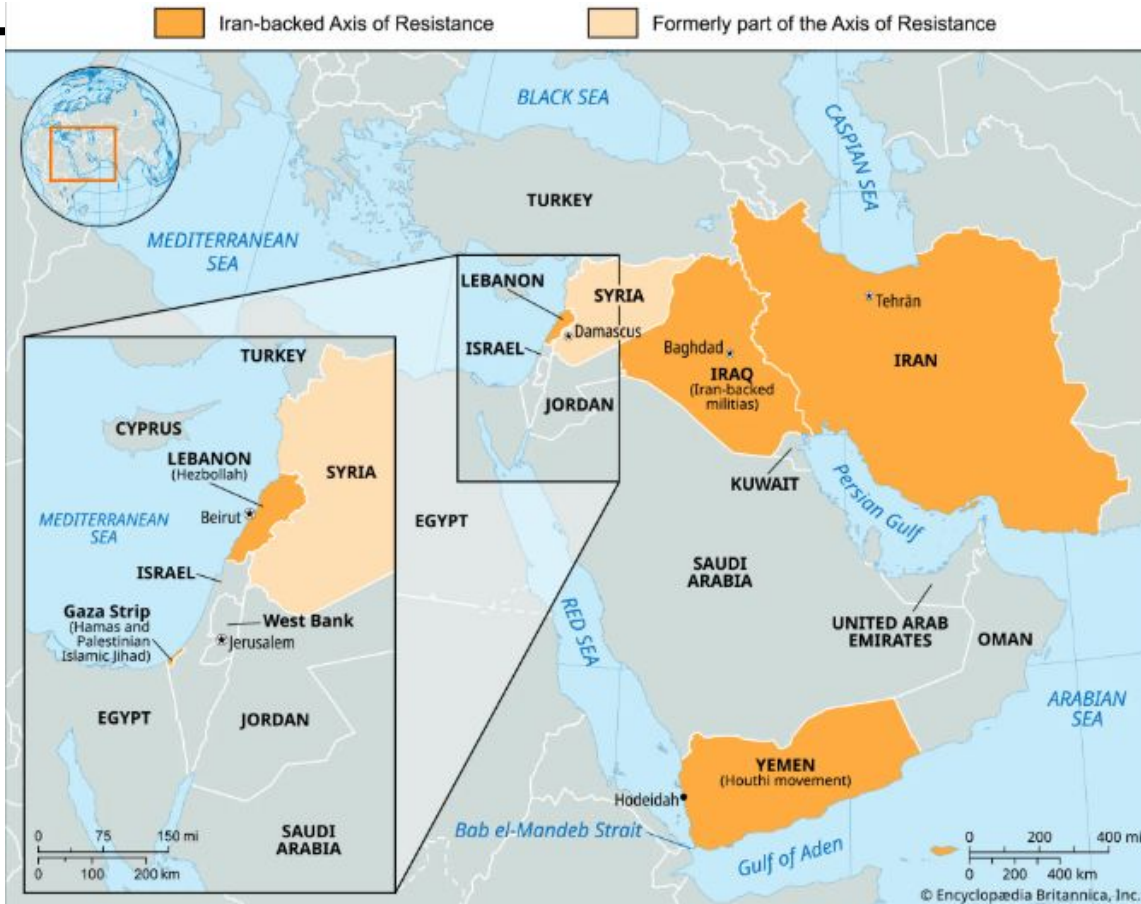 Iran-backed Axis of Resistance
Formerly part of the Axis of Resistance
BLACK SEA
CASPIAN SEA
TURKEY
MEDITERRANEAN
SEA
LEBANON
SYRIA
Tehrān
Damascus
ISRAEL
Baghdad
IRAQ
(Iran-backed
militias)
IRAN
JORDAN
KUWAIT
Persian Gulf
EGYPT
SAUDI
ARABIA
RED SEA
UNITED ARAB
EMIRATES
OMAN
ARABIAN
SEA
YEMEN
(Houthi movement)
Hodeidah
Bab el-Mandeb Strait
Gulf of Aden
0 200 400 mi
0 200 400 km
© Encyclopædia Britannica, Inc.
TURKEY
CYPRUS
LEBANON
(Hezbollah)
SYRIA
Beirut
MEDITERRANEAN
SEA
ISRAEL
Gaza Strip
(Hamas and
Palestinian
Islamic Jihad)
West Bank
Jerusalem
EGYPT
JORDAN
0 75 150 mi
0 100 200 km
SAUDI
ARABIA